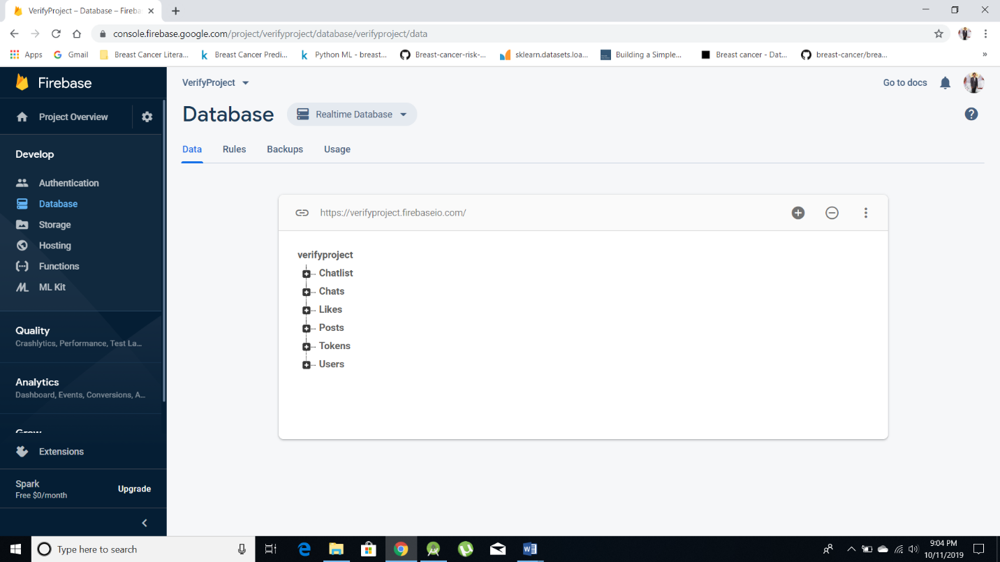 VerifyProject – Database – Fireba
console.firebase.google.com/project/verifyproject/database/verifyproject/data
Apps Gmail Breast Cancer Litera... Breast Cancer Predi... Python ML - breast... Breast-cancer-risk-... sklearn.datasets.loa... Building a Simple... Breast cancer - Dat... breast-cancer/brea... »
Firebase
Project Overview
Develop
Authentication
Database
Storage
Hosting
Functions
ML Kit
Quality
Crashlytics, Performance, Test La...
Analytics
Dashboard, Events, Conversions, A...
Grow
Extensions
Spark
Free $0/month
Upgrade
VerifyProject
Go to docs
Database Realtime Database
Data Rules Backups Usage
https://verifyproject.firebaseio.com/
verifyproject
Chatlist
Chats
Likes
Posts
Tokens
Users
Type here to search
9:04 PM
10/11/2019